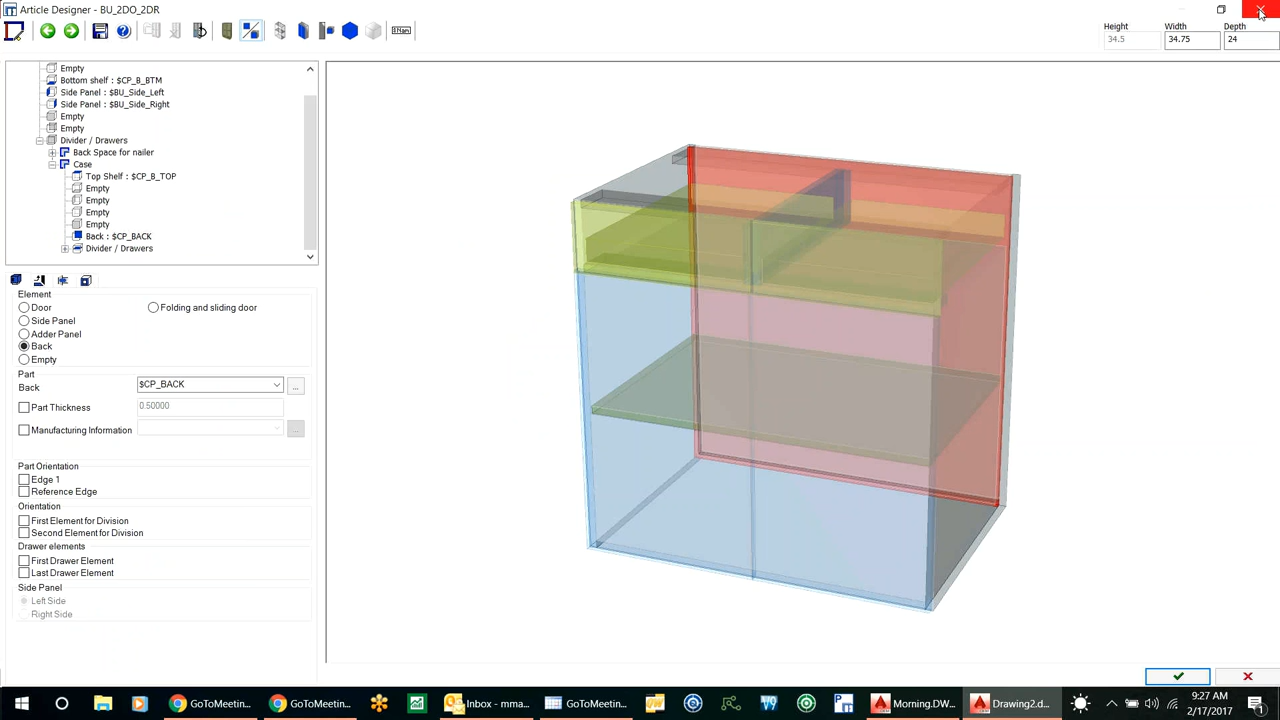 Article Designer - BU_2DO_2DR
Height
Width
Depth
34.5
34.75
24
Empty
Bottom shelf : $CP_B_BTM
Side Panel : $BU_Side_Left
Side Panel : $BU_Side_Right
Empty
Empty
Divider / Drawers
Back Space for nailer
Case
Top Shelf : $CP_B_TOP
Empty
Empty
Empty
Empty
Back : $CP_BACK
Divider / Drawers
Element
Door
Folding and sliding door
Side Panel
Adder Panel
Back
Empty
Part
Back
$CP_BACK
...
Part Thickness
0.50000
Manufacturing Information
...
Part Orientation
Edge 1
Reference Edge
Orientation
First Element for Division
Second Element for Division
Drawer elements
First Drawer Element
Last Drawer Element
Side Panel
Left Side
Right Side
GoToMeetin...
GoToMeetin...
Inbox - mma...
GoToMeetin...
Morning.DW...
Drawing2.d...
9:27 AM
2/17/2017